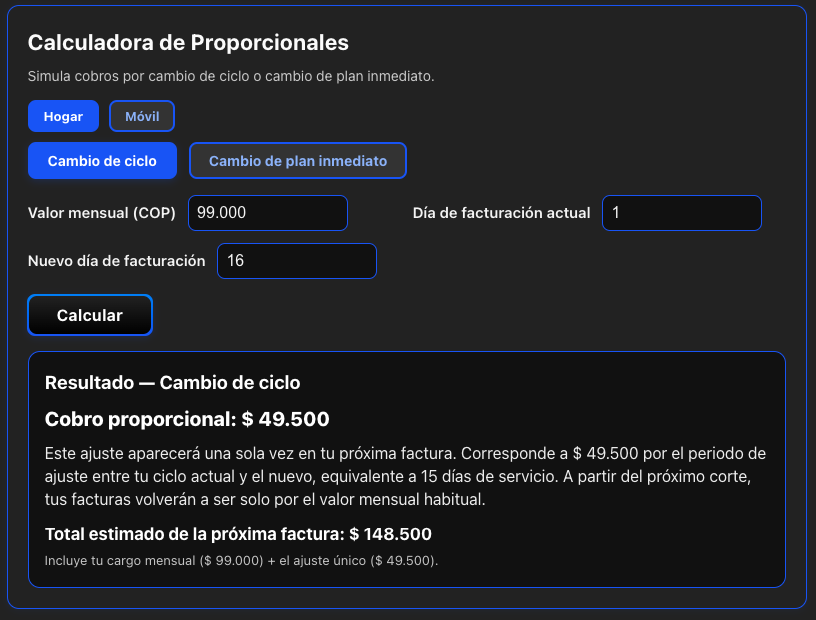 Calculadora de Proporcionales
Simula cobros por cambio de ciclo o cambio de plan inmediato.
Hogar
Móvil
Cambio de ciclo
Cambio de plan inmediato
Valor mensual (COP)
99.000
Día de facturación actual
1
Nuevo día de facturación
16
Calcular
Resultado — Cambio de ciclo
Cobro proporcional: $ 49.500
Este ajuste aparecerá una sola vez en tu próxima factura. Corresponde a $ 49.500 por el periodo de
ajuste entre tu ciclo actual y el nuevo, equivalente a 15 días de servicio. A partir del próximo corte,
tus facturas volverán a ser solo por el valor mensual habitual.
Total estimado de la próxima factura: $ 148.500
Incluye tu cargo mensual ($ 99.000) + el ajuste único ($ 49.500).